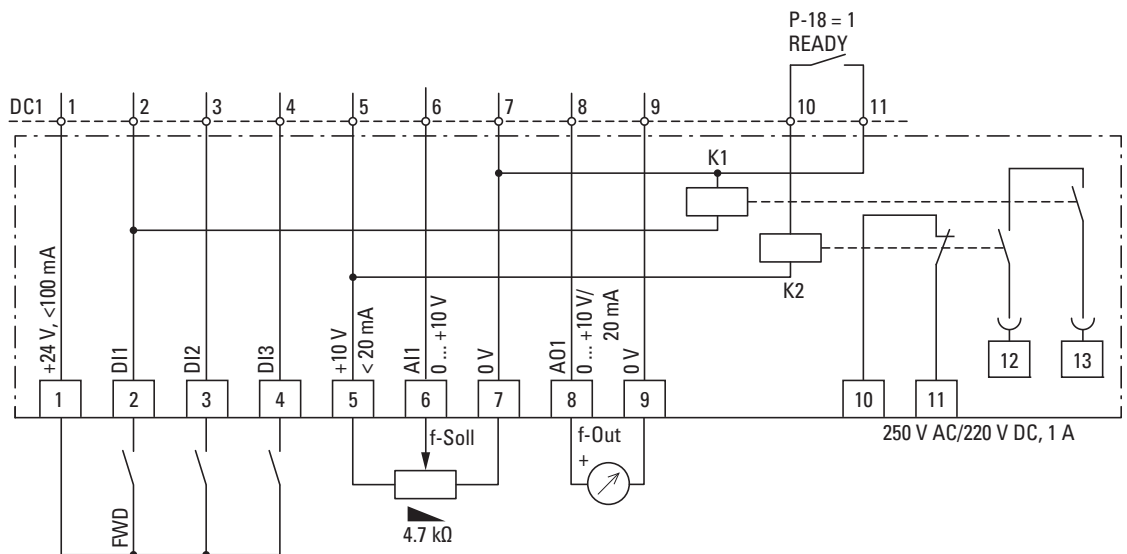 P-18 = 1
READY
DC1 1 2 3 4 5 6 7 8 9 10 11
K1
K2
+24 V, <100 mA
DI1
DI2
DI3
+10 V
< 20 mA
AI1
0 ... +10 V
0 V
AO1
0 ... +10 V/
20 mA
0 V
12 13
1 2 3 4 5 6 7 8 9 10 11
250 V AC/220 V DC, 1 A
f-Soll
f-Out
+
FWD
4.7 kΩ